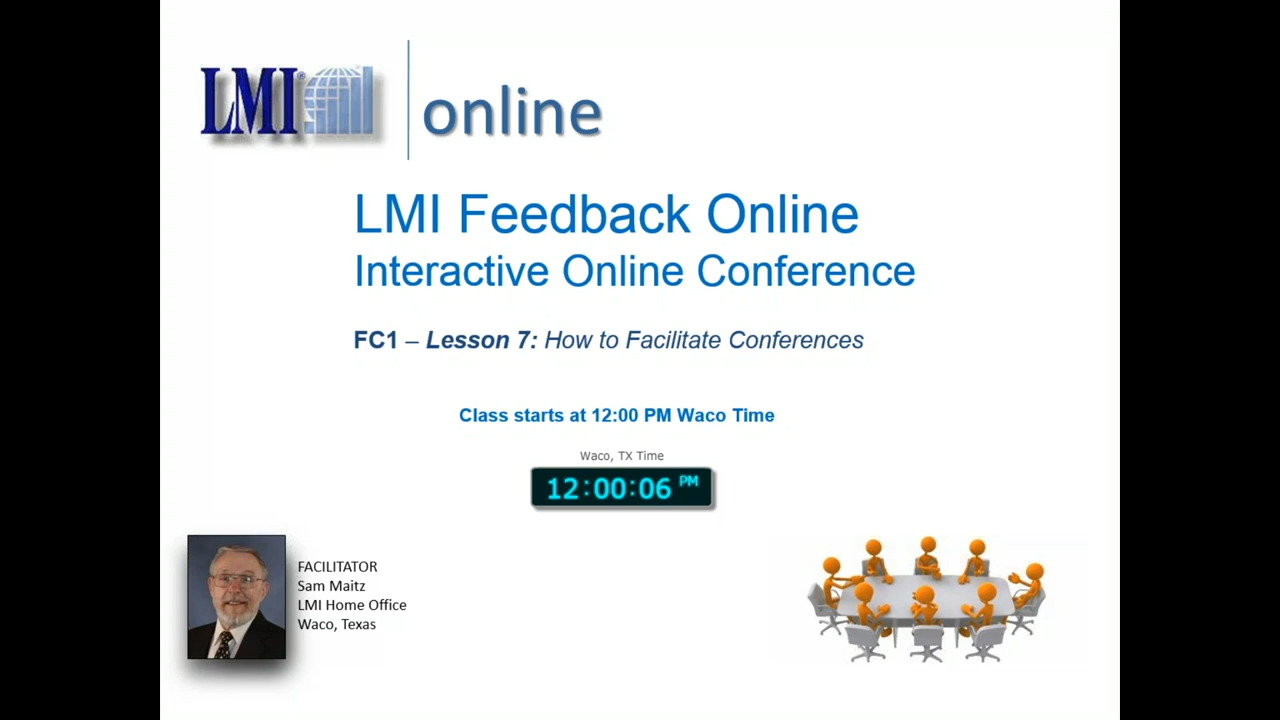 LMI®
online
LMI Feedback Online
Interactive Online Conference
FC1 – Lesson 7: How to Facilitate Conferences
Class starts at 12:00 PM Waco Time
Waco, TX Time
12:00:06 PM
FACILITATOR
Sam Maitz
LMI Home Office
Waco, Texas